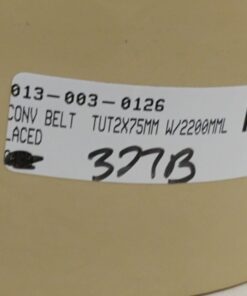 013-003-0126
CONV BELT TUT2X75MM W/2200MML
LACED
327B